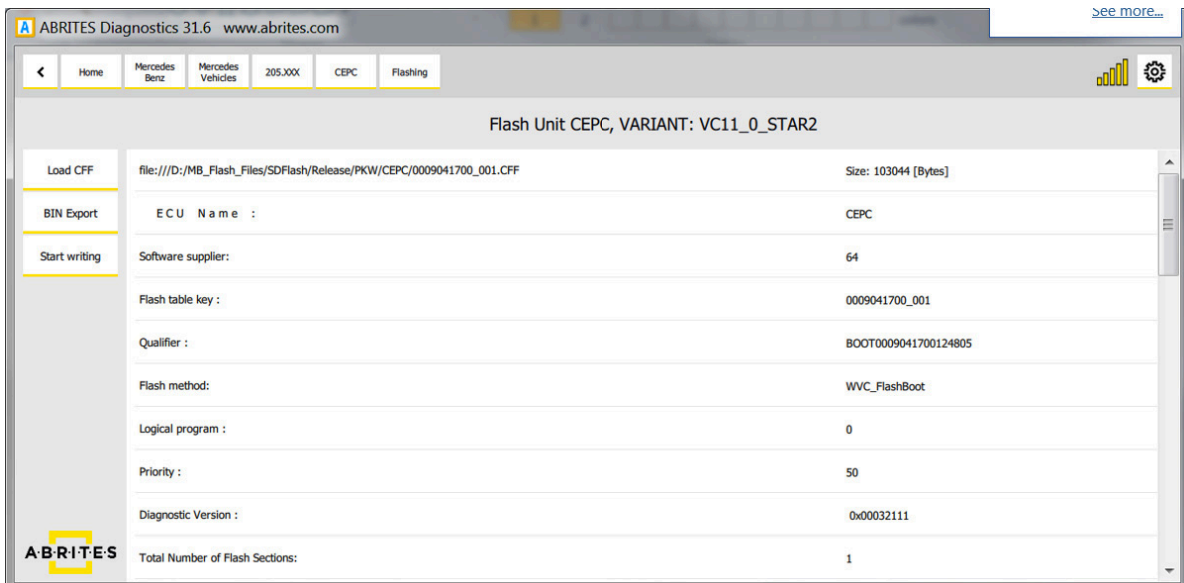 See more...
ABRITES Diagnostics 31.6 www.abrites.com
Home
Mercedes
Benz
Mercedes
Vehicles
205.XXX
CEPC
Flashing
Flash Unit CEPC, VARIANT: VC11_0_STAR2
Load CFF
file:///D:/MB_Flash_Files/SDFlash/Release/PKW/CEPC/0009041700_001.CFF Size: 103044 [Bytes]
BIN Export
ECU Name : CEPC
Start writing
Software supplier: 64
Flash table key : 0009041700_001
Qualifier : BOOT0009041700124805
Flash method: WVC_FlashBoot
Logical program : 0
Priority : 50
Diagnostic Version : 0x00032111
A·B·R·I·T·E·S
Total Number of Flash Sections: 1